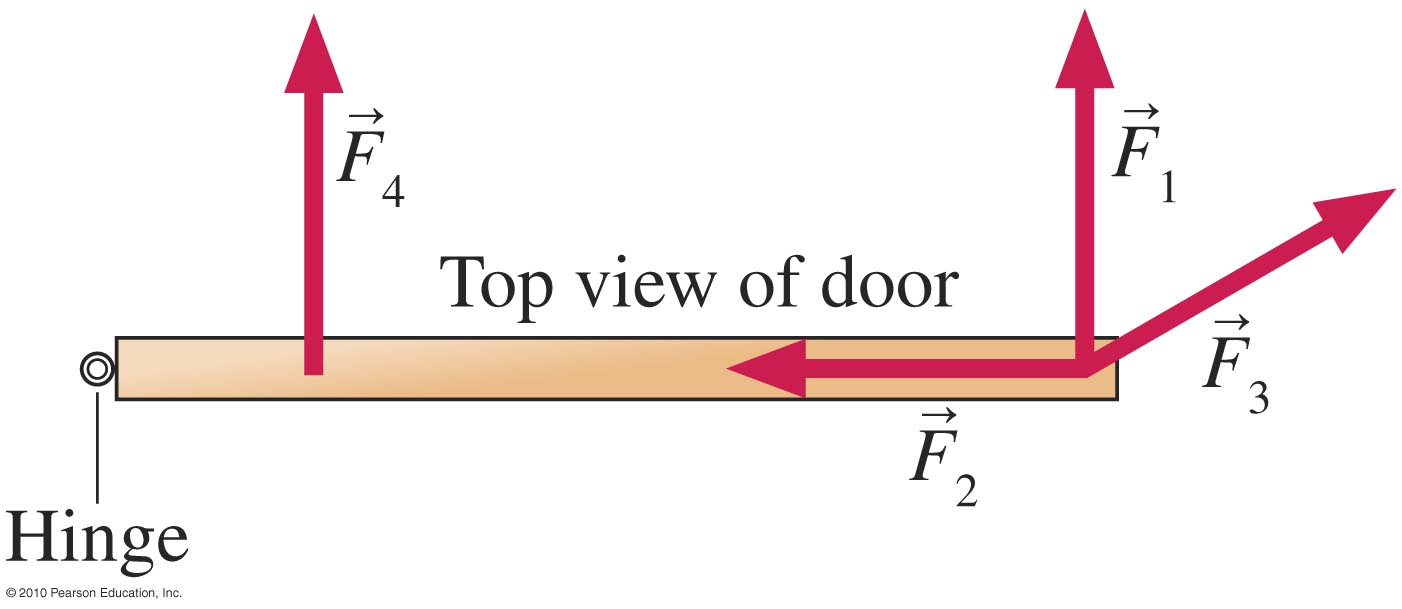 F⃗4
F⃗1
Top view of door
F⃗3
F⃗2
Hinge
© 2010 Pearson Education, Inc.